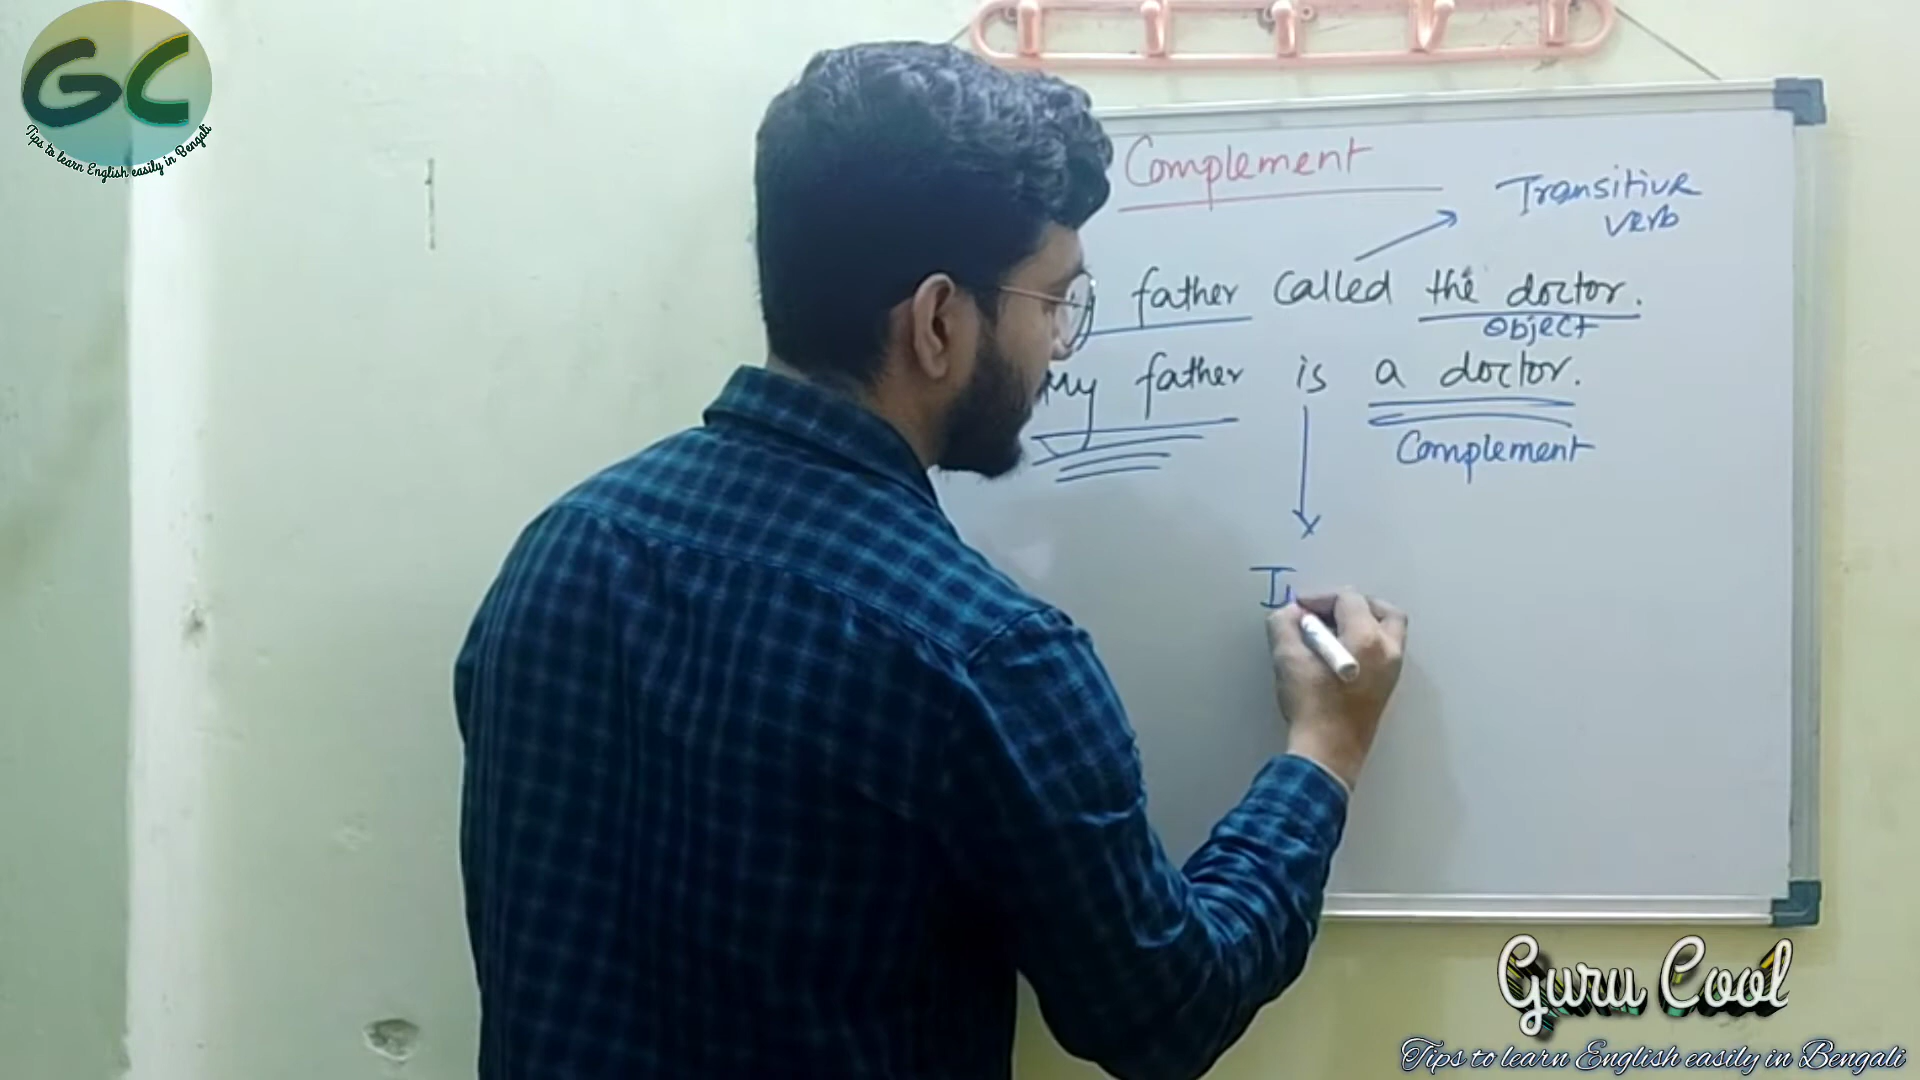 GC
Tips to learn English easily in Bengali
Complement
Transitive
verb
father called the doctor.
object
My father is a doctor.
Complement
I
Guru Cool
Tips to learn English easily in Bengali